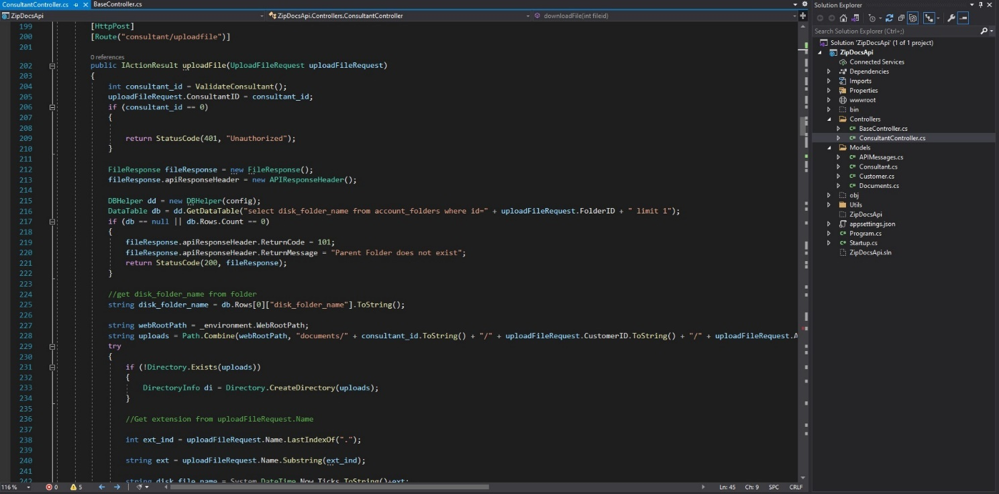 ConsultantController.cs
BaseController.cs
ZipDocsApi
ZipDocsApi.Controllers.ConsultantController
downloadFile(int fileid)
199 [HttpPost]
200 [Route("consultant/uploadfile")]
201
0 references
202 public IActionResult uploadFile(UploadFileRequest uploadFileRequest)
203 {
204 int consultant_id = ValidateConsultant();
205 uploadFileRequest.ConsultantID = consultant_id;
206 if (consultant_id == 0)
207 {
208
209 return StatusCode(401, "Unauthorized");
210 }
211
212 FileResponse fileResponse = new FileResponse();
213 fileResponse.apiResponseHeader = new APIResponseHeader();
214
215 DBHelper dd = new DBHelper(config);
216 DataTable db = dd.GetDataTable("select disk_folder_name from account_folders where id=" + uploadFileRequest.FolderID + " limit 1");
217 if (db == null || db.Rows.Count == 0)
218 {
219 fileResponse.apiResponseHeader.ReturnCode = 101;
220 fileResponse.apiResponseHeader.ReturnMessage = "Parent Folder does not exist";
221 return StatusCode(200, fileResponse);
222 }
223
224 //get disk_folder_name from folder
225 string disk_folder_name = db.Rows[0]["disk_folder_name"].ToString();
226
227 string webRootPath = _environment.WebRootPath;
228 string uploads = Path.Combine(webRootPath, "documents/" + consultant_id.ToString() + "/" + uploadFileRequest.CustomerID.ToString() + "/" + uploadFileRequest.A
229 try
230 {
231 if (!Directory.Exists(uploads))
232 {
233 DirectoryInfo di = Directory.CreateDirectory(uploads);
234 }
235
236 //Get extension from uploadFileRequest.Name
237
238 int ext_ind = uploadFileRequest.Name.LastIndexOf(".");
239
240 string ext = uploadFileRequest.Name.Substring(ext_ind);
241
242 string disk_file_name = System.DateTime.Now.Ticks.ToString()+ext;
116 %
0
5
Ln: 45
Ch: 9
SPC
CRLF
Solution Explorer
Search Solution Explorer (Ctrl+;)
Solution 'ZipDocsApi' (1 of 1 project)
ZipDocsApi
Connected Services
Dependencies
Imports
Properties
wwwroot
bin
Controllers
C# BaseController.cs
C# ConsultantController.cs
Models
C# APIMessages.cs
C# Consultant.cs
C# Customer.cs
C# Documents.cs
obj
Utils
ZipDocsApi
appsettings.json
C# Program.cs
C# Startup.cs
ZipDocsApi.sln